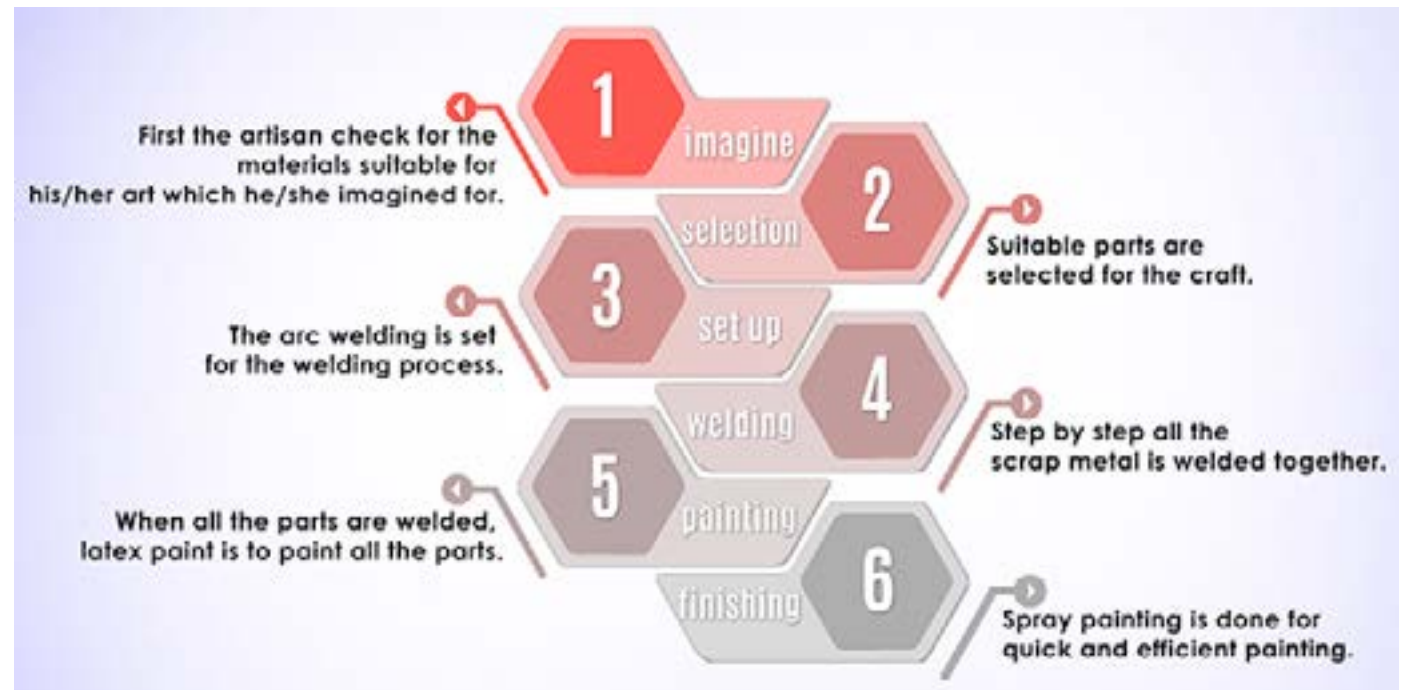 1
imagine
First the artisan check for the
materials suitable for
his/her art which he/she imagined for.
2
selection
Suitable parts are
selected for the craft.
3
set up
The arc welding is set
for the welding process.
4
welding
Step by step all the
scrap metal is welded together.
5
painting
When all the parts are welded,
latex paint is to paint all the parts.
6
finishing
Spray painting is done for
quick and efficient painting.